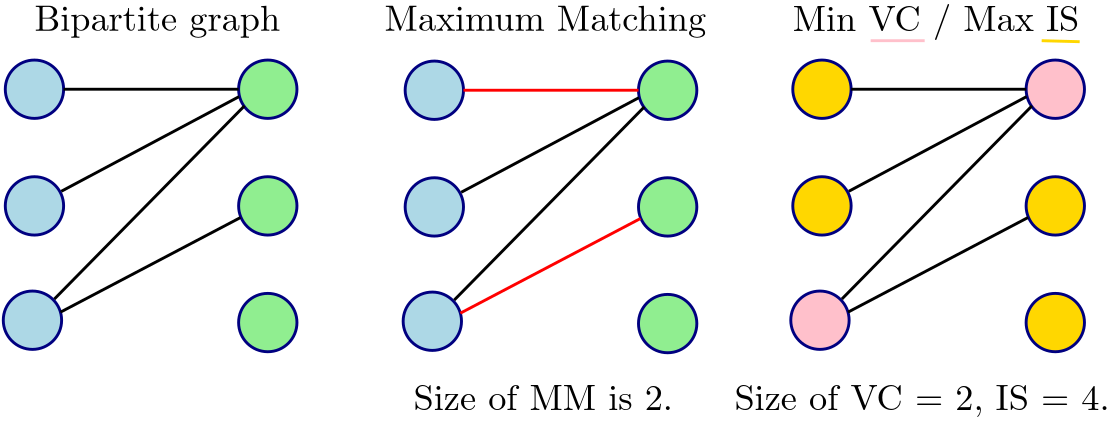 Bipartite graph
Maximum Matching
Min VC / Max IS
Size of MM is 2.
Size of VC = 2, IS = 4.